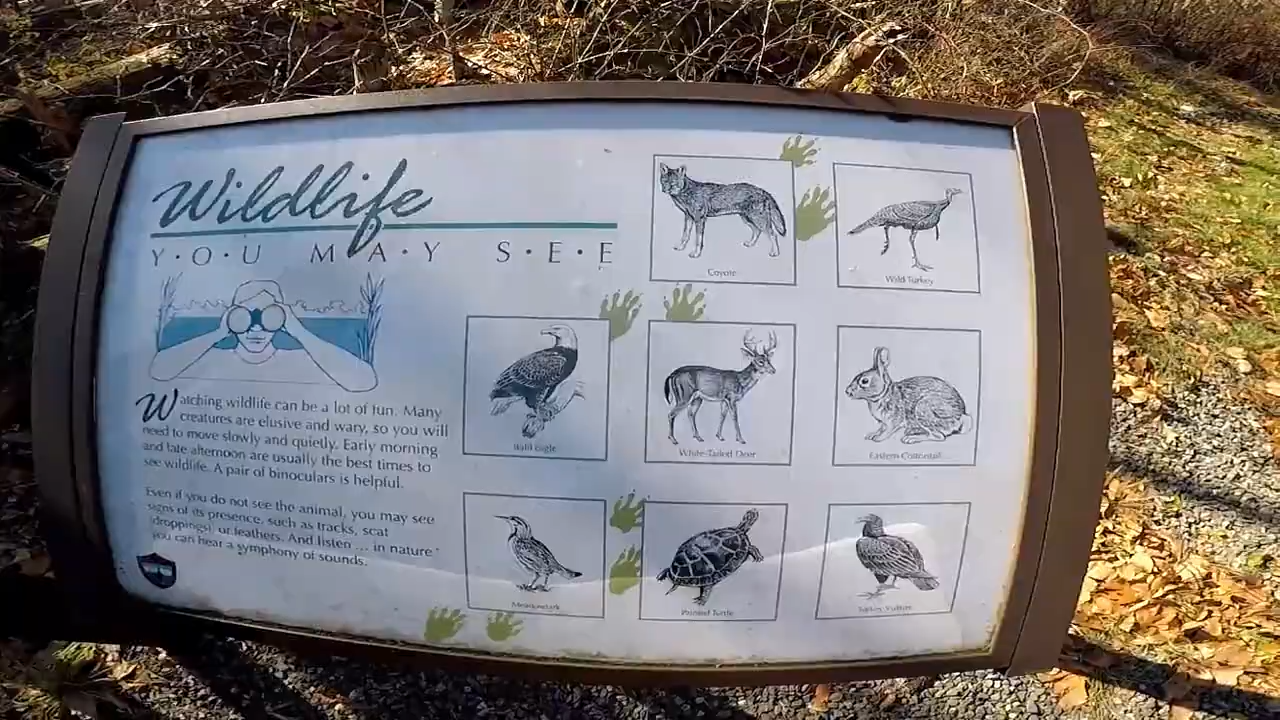 Wildlife
Y·O·U M·A·Y S·E·E
Watching wildlife can be a lot of fun. Many
creatures are elusive and wary, so you will
need to move slowly and quietly. Early morning
and late afternoon are usually the best times to
see wildlife. A pair of binoculars is helpful.
Even if you do not see the animal, you may see
signs of its presence, such as tracks, scat
(droppings), or feathers. And listen ... in nature
you can hear a symphony of sounds.
Coyote
Wild Turkey
Bald Eagle
White-Tailed Deer
Eastern Cottontail
Meadowlark
Painted Turtle
Turkey Vulture